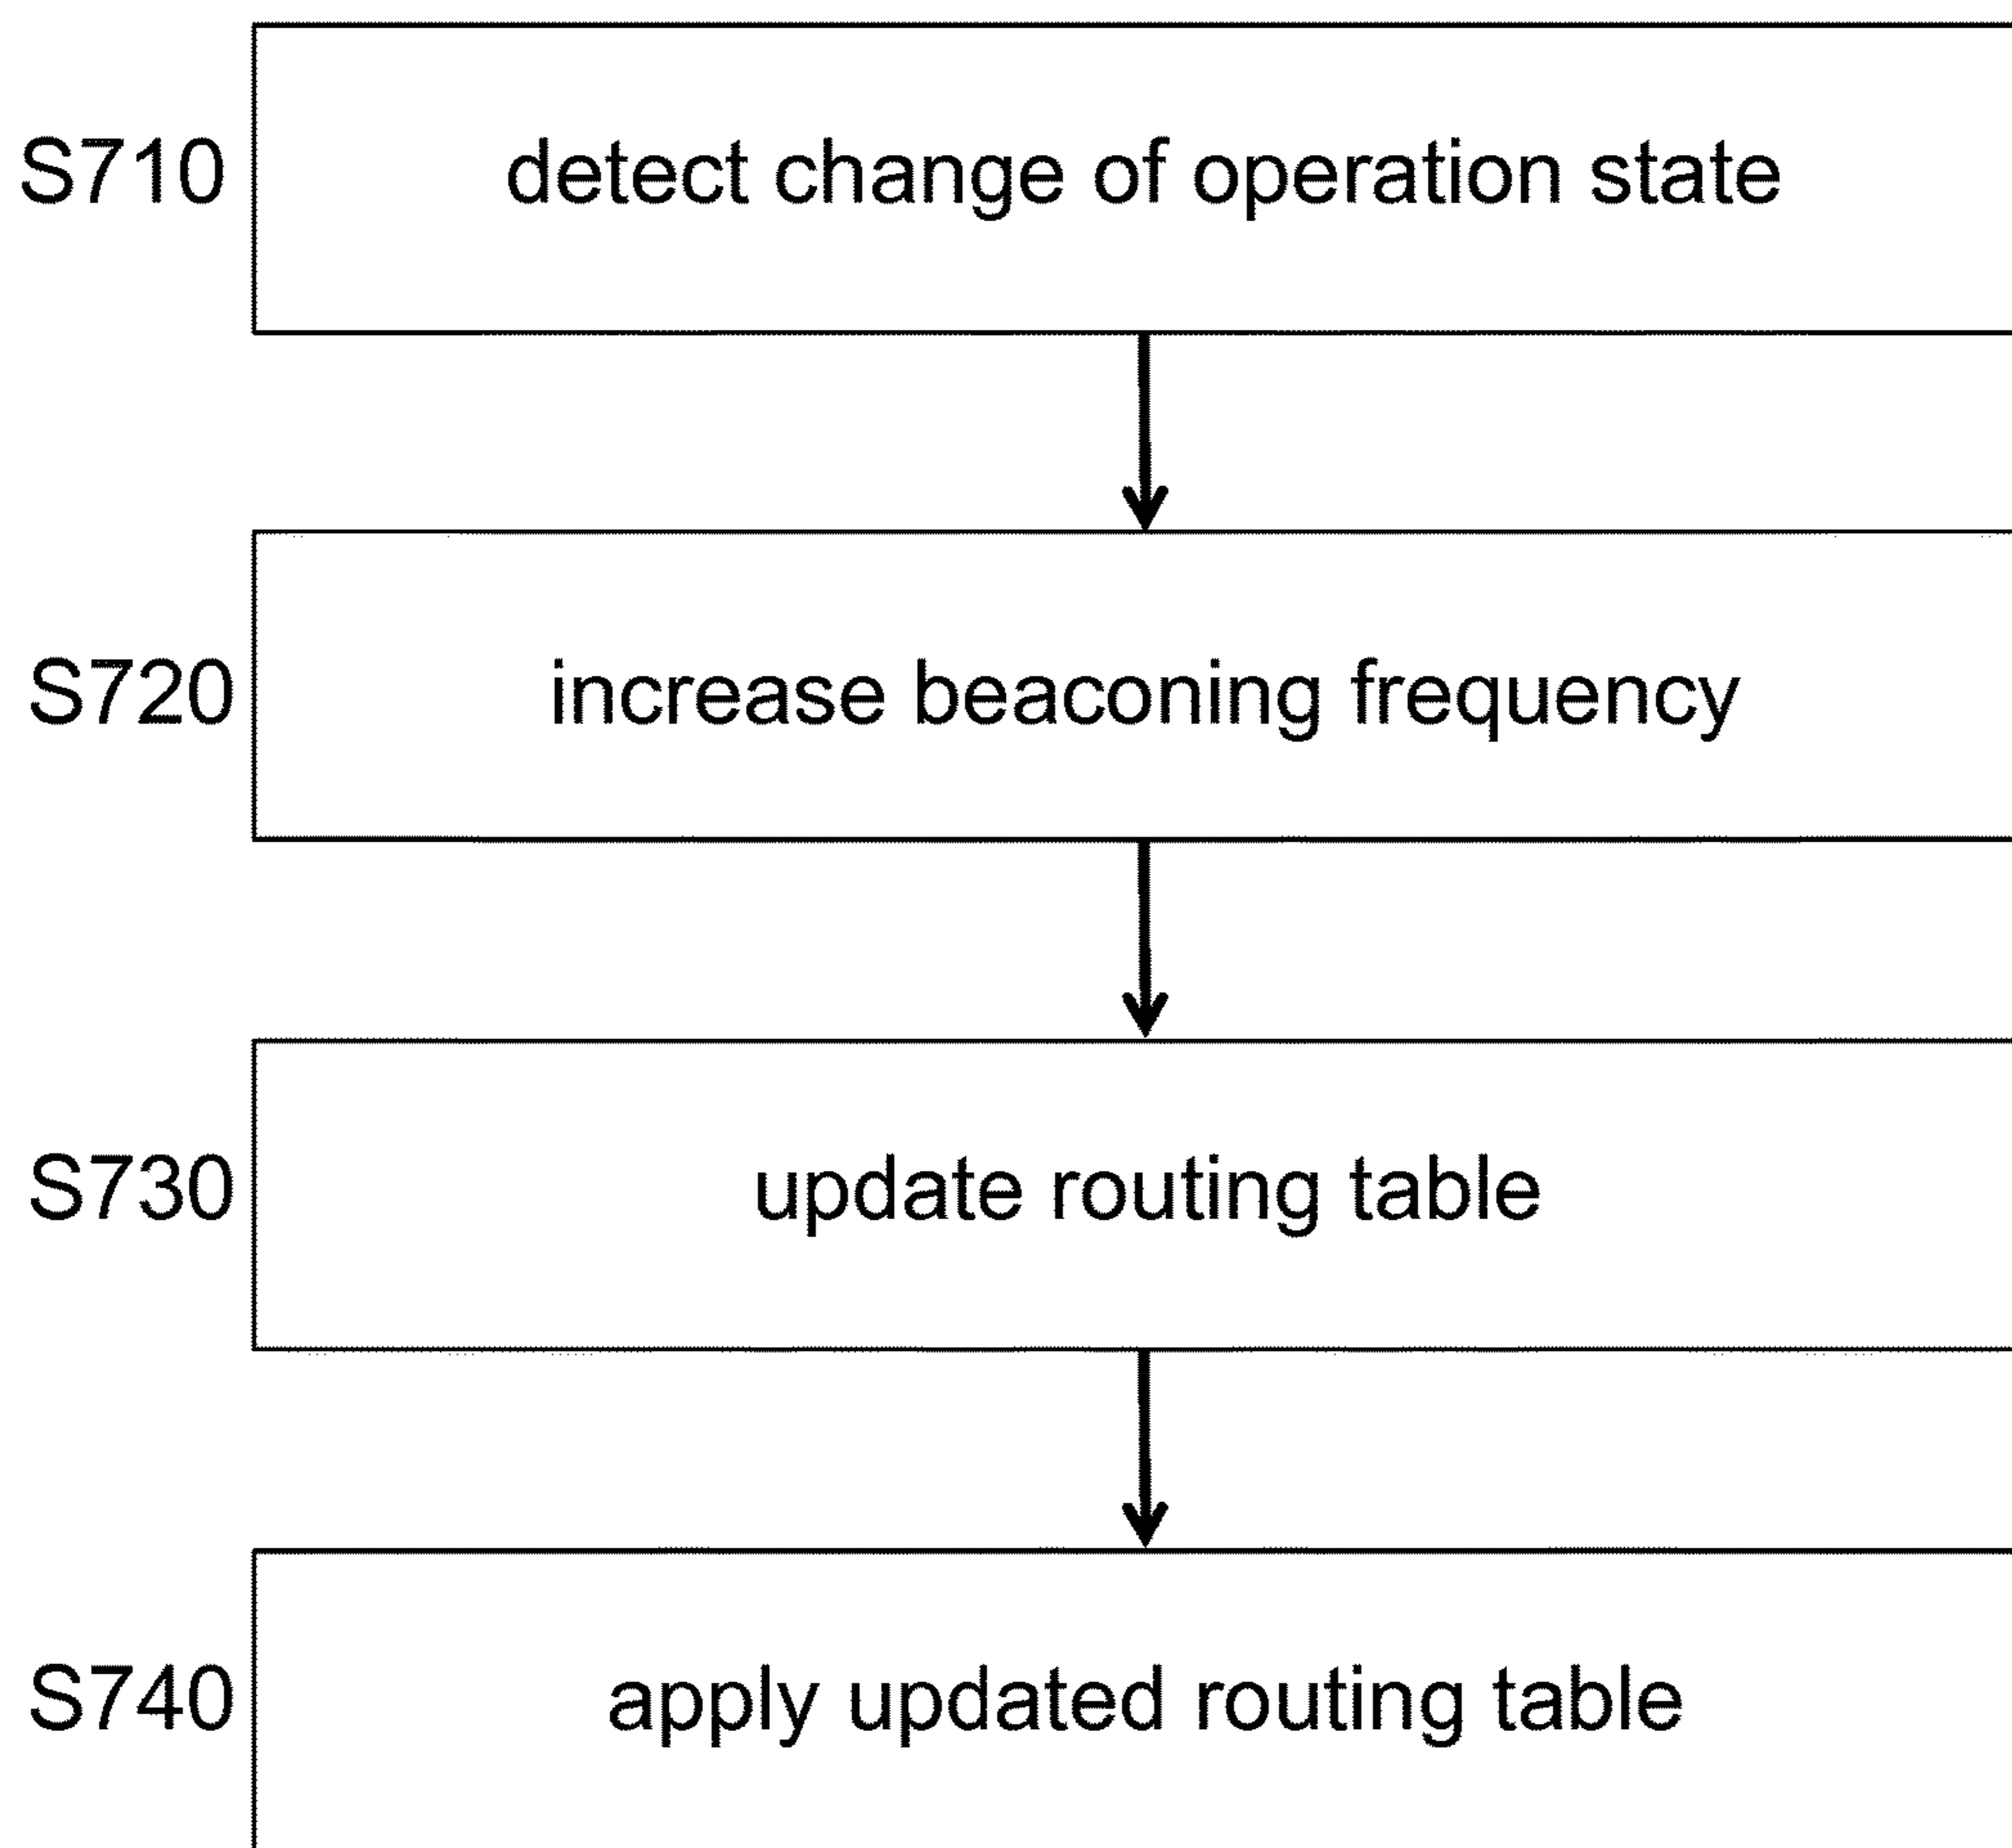 S710 detect change of operation state
S720 increase beaconing frequency
S730 update routing table
S740 apply updated routing table